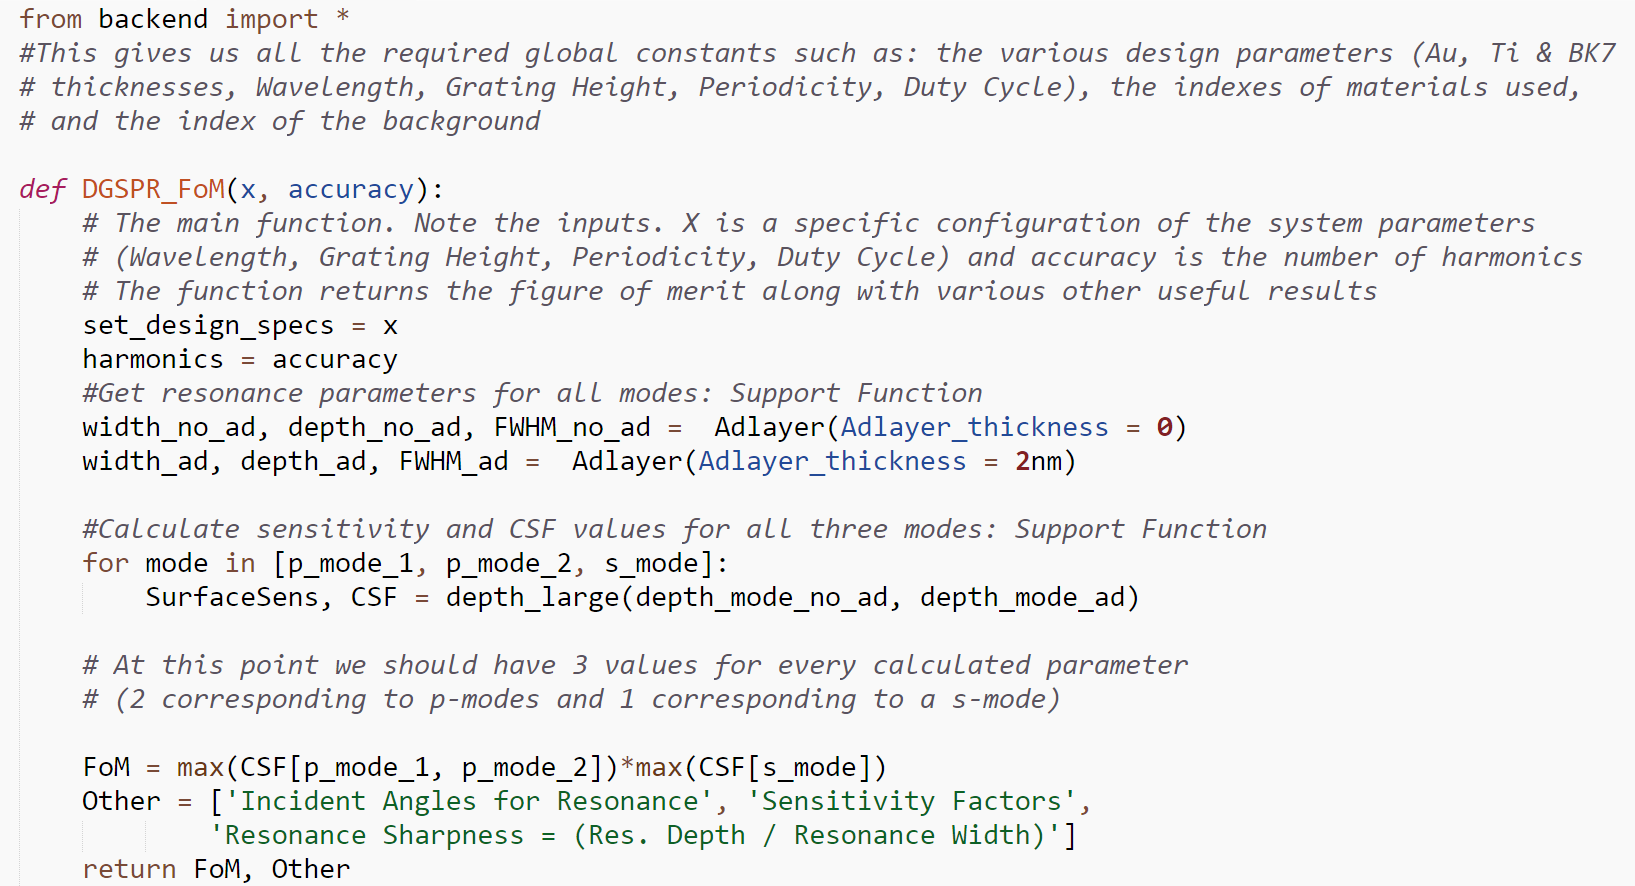 from backend import *
#This gives us all the required global constants such as: the various design parameters (Au, Ti & BK7
# thicknesses, Wavelength, Grating Height, Periodicity, Duty Cycle), the indexes of materials used,
# and the index of the background
def DGSPR_FoM(x, accuracy):
# The main function. Note the inputs. X is a specific configuration of the system parameters
# (Wavelength, Grating Height, Periodicity, Duty Cycle) and accuracy is the number of harmonics
# The function returns the figure of merit along with various other useful results
set_design_specs = x
harmonics = accuracy
#Get resonance parameters for all modes: Support Function
width_no_ad, depth_no_ad, FWHM_no_ad =  Adlayer(Adlayer_thickness = 0)
width_ad, depth_ad, FWHM_ad =  Adlayer(Adlayer_thickness = 2nm)
#Calculate sensitivity and CSF values for all three modes: Support Function
for mode in [p_mode_1, p_mode_2, s_mode]:
SurfaceSens, CSF = depth_large(depth_mode_no_ad, depth_mode_ad)
# At this point we should have 3 values for every calculated parameter
# (2 corresponding to p-modes and 1 corresponding to a s-mode)
FoM = max(CSF[p_mode_1, p_mode_2])*max(CSF[s_mode])
Other = ['Incident Angles for Resonance', 'Sensitivity Factors',
'Resonance Sharpness = (Res. Depth / Resonance Width)']
return FoM, Other